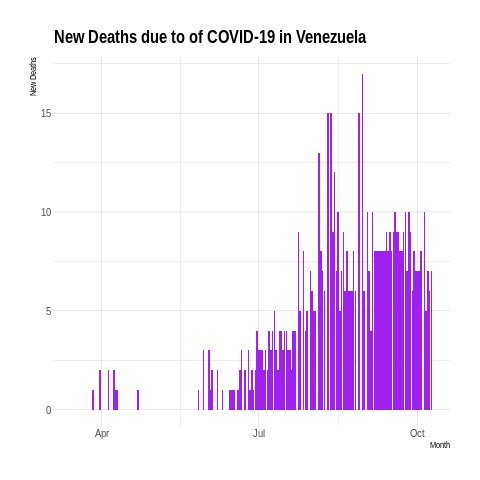 New Deaths due to of COVID-19 in Venezuela
New Deaths
15
10
5
0
Apr
Jul
Oct
Month